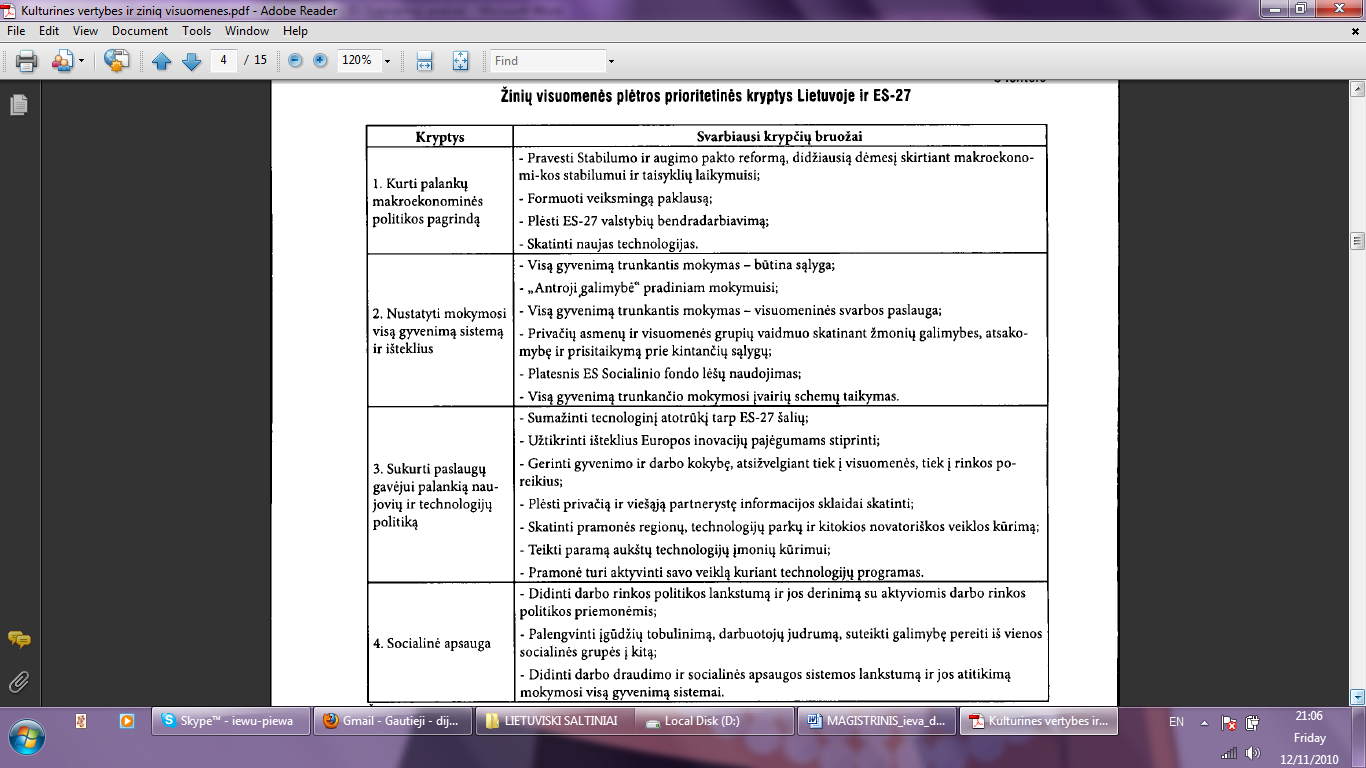 Kulturines vertybes ir zinių visuomenes.pdf - Adobe Reader
File Edit View Document Tools Window Help
4 / 15 120% Find
Žinių visuomenės plėtros prioritetinės kryptys Lietuvoje ir ES-27
Kryptys
Svarbiausi krypčių bruožai
1. Kurti palankų
makroekonominės
politikos pagrindą
- Pravesti Stabilumo ir augimo pakto reformą, didžiausią dėmesį skirtiant makroekono-
mi-kos stabilumui ir taisyklių laikymuisi;
- Formuoti veiksmingą paklausą;
- Plėsti ES-27 valstybių bendradarbiavimą;
- Skatinti naujas technologijas.
2. Nustatyti mokymosi
visą gyvenimą sistemą
ir išteklius
- Visą gyvenimą trunkantis mokymas – būtina sąlyga;
- „Antroji galimybė“ pradiniam mokymuisi;
- Visą gyvenimą trunkantis mokymas – visuomeninės svarbos paslauga;
- Privačių asmenų ir visuomenės grupių vaidmuo skatinant žmonių galimybes, atsako-
mybę ir prisitaikymą prie kintančių sąlygų;
- Platesnis ES Socialinio fondo lėšų naudojimas;
- Visą gyvenimą trunkančio mokymosi įvairių schemų taikymas.
3. Sukurti paslaugų
gavėjui palankią nau-
jovių ir technologijų
politiką
- Sumažinti tecnologinį atotrūkį tarp ES-27 šalių;
- Užtikrinti išteklius Europos inovacijų pajėgumams stiprinti;
- Gerinti gyvenimo ir darbo kokybę, atsižvelgiant tiek į visuomenės, tiek į rinkos po-
reikius;
- Plėsti privačią ir viešąją partnerystę informacijos sklaidai skatinti;
- Skatinti pramonės regionų, technologijų parkų ir kitokios novatoriškos veiklos kūrimą;
- Teikti paramą aukštų technologijų įmonių kūrimui;
- Pramonė turi aktyvinti savo veiklą kuriant technologijų programas.
4. Socialinė apsauga
- Didinti darbo rinkos politikos lankstumą ir jos derinimą su aktyviomis darbo rinkos
politikos priemonėmis;
- Palengvinti įgūdžių tobulinimą, darbuotojų judrumą, suteikti galimybę pereiti iš vienos
socialinės grupės į kitą;
- Didinti darbo draudimo ir socialinės apsaugos sistemos lankstumą ir jos atitikimą
mokymosi visą gyvenimą sistemai.
Skype™ - iewu-piewa
Gmail - Gautieji - dij...
LIETUVISKI SALTINIAI
Local Disk (D:)
MAGISTRINIS_ieva_d...
Kulturines vertybes ir...
EN
21:06
Friday
12/11/2010